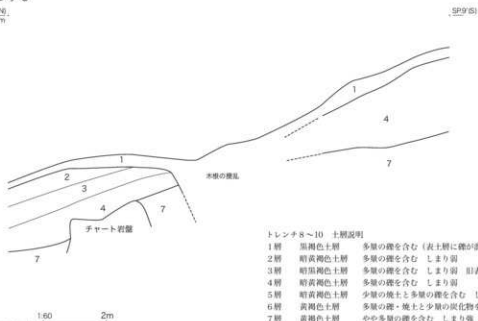 SP.9'(S)
1
4
7
1
2
3
4
7
7
木根の攪乱
チャート岩盤
1:60 2m
トレンチ8～10 土層説明
1層 黒褐色土層 多量の礫を含む（表土層に礫が
2層 暗黄褐色土層 多量の礫を含む しまり弱
3層 暗黒褐色土層 多量の礫を含む しまり弱
4層 暗黄褐色土層 多量の礫を含む しまり弱
5層 暗黄褐色土層 少量の焼土と多量の礫を含む
6層 黄褐色土層 多量の礫・焼土と少量の炭化物を
7層 黄褐色土層 やや多量の礫を含む しまり強